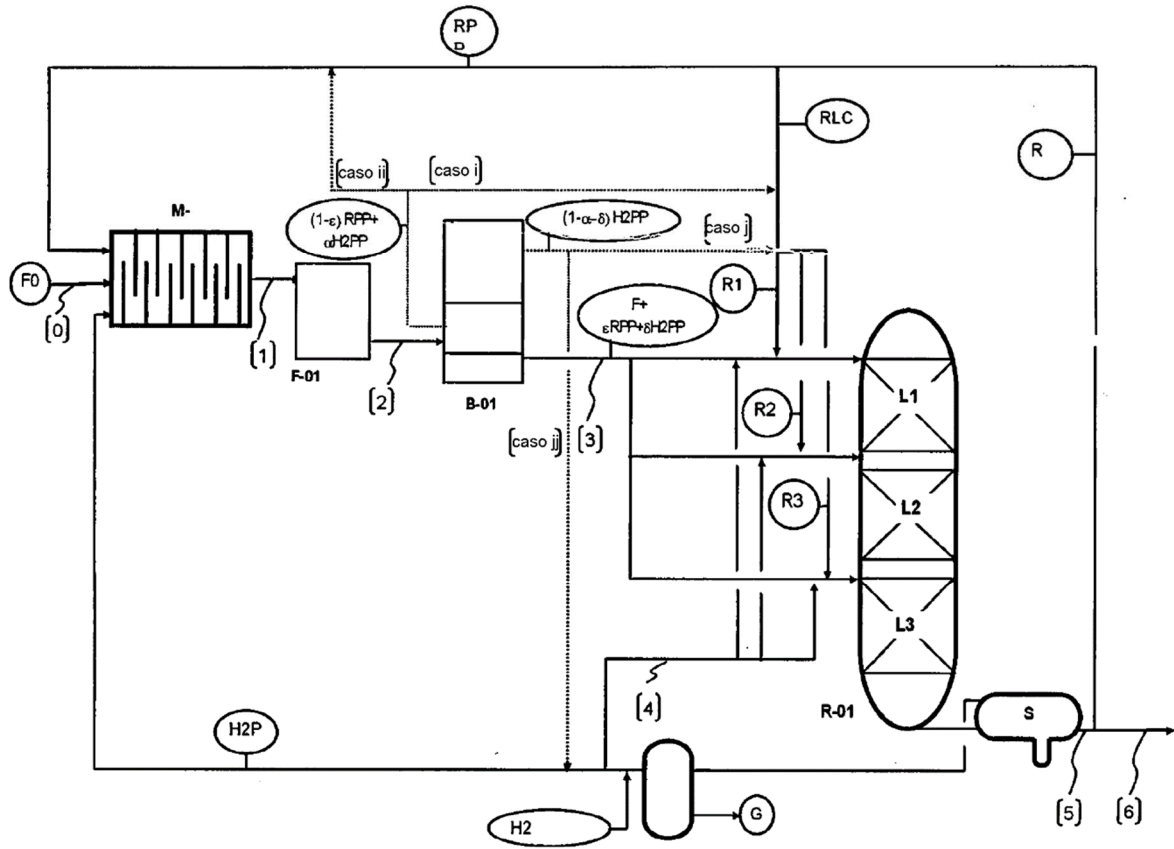 RP
P
RLC
R
[caso ii]
[caso i]
M-
(1-ε) RPP+
αH2PP
(1-α-δ) H2PP
[caso j]
F0
R1
F+
εRPP+δH2PP
[0]
[1]
F-01
[2]
B-01
[3]
L1
R2
[caso jj]
R3
L2
L3
[4]
R-01
S
H2P
H2
G
[5]
[6]